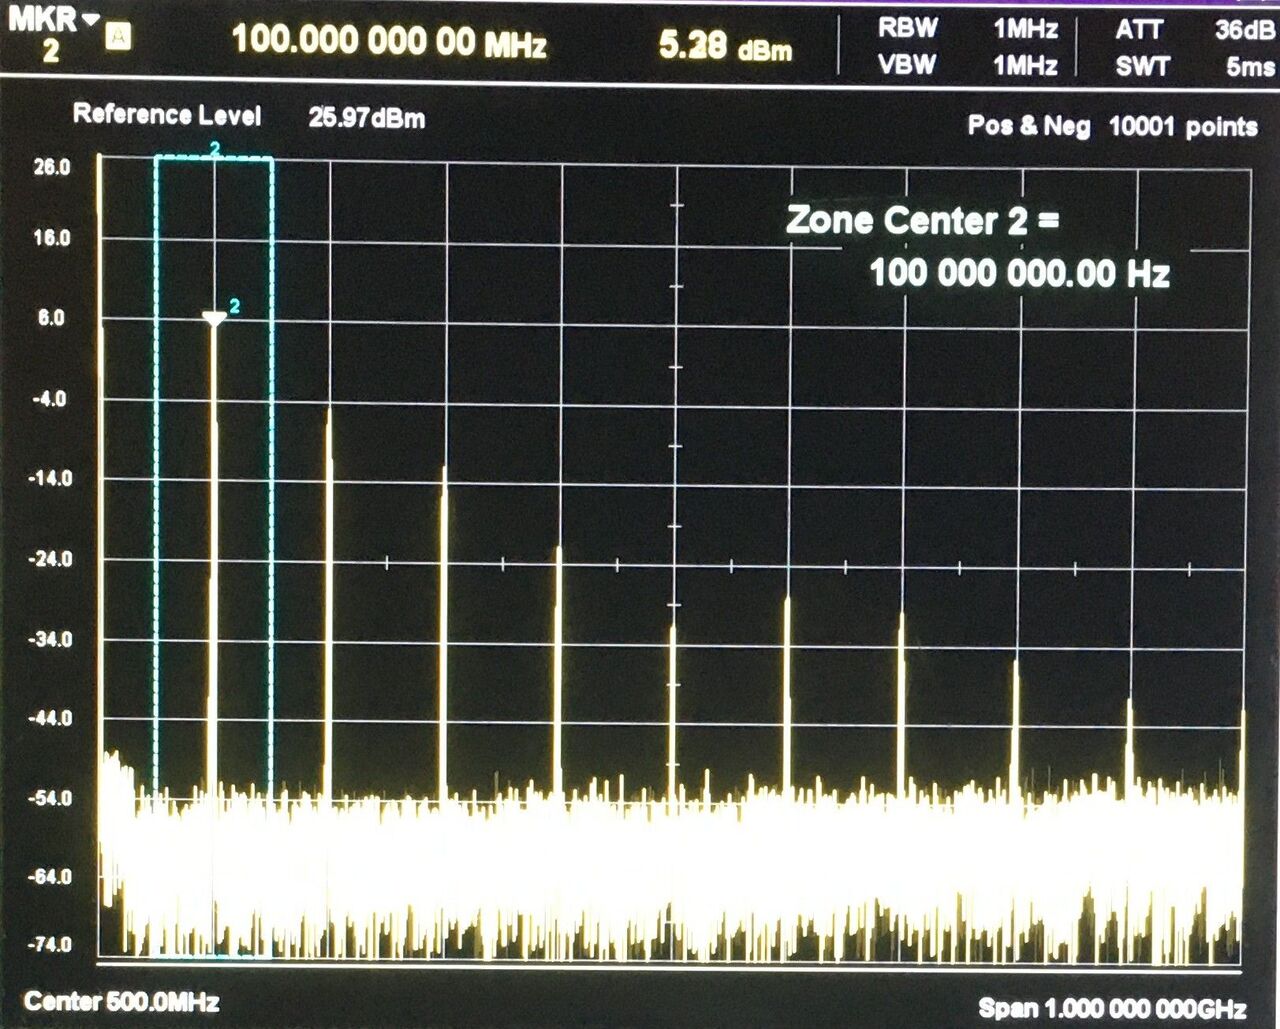 MKR A 100.000 000 00 MHz 5.28 dBm RBW 1MHz ATT 36dB
2 VBW 1MHz SWT 5ms
Reference Level 25.97dBm Pos & Neg 10001 points
2
26.0
Zone Center 2 =
16.0
100 000 000.00 Hz
2
6.0
-4.0
-14.0
-24.0
-34.0
-44.0
-54.0
-64.0
-74.0
Center 500.0MHz Span 1.000 000 000GHz